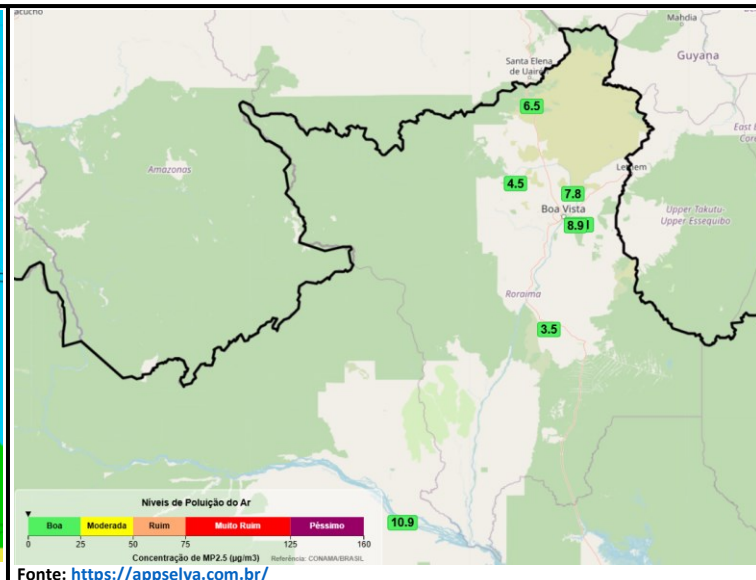 Mahdia
Guyana
Santa Elena
de Uairén
6.5
Amazonas
4.5
7.8
Boa Vista
8.9
Upper Takutu-
Upper Essequibo
Roraima
3.5
10.9
Níveis de Poluição do Ar
Boa Moderada Ruim Muito Ruim Péssimo
0 25 50 75 125 160
Concentração de MP2.5 (µg/m3) Referência: CONAMA/BRASIL
Fonte: https://appselva.com.br/